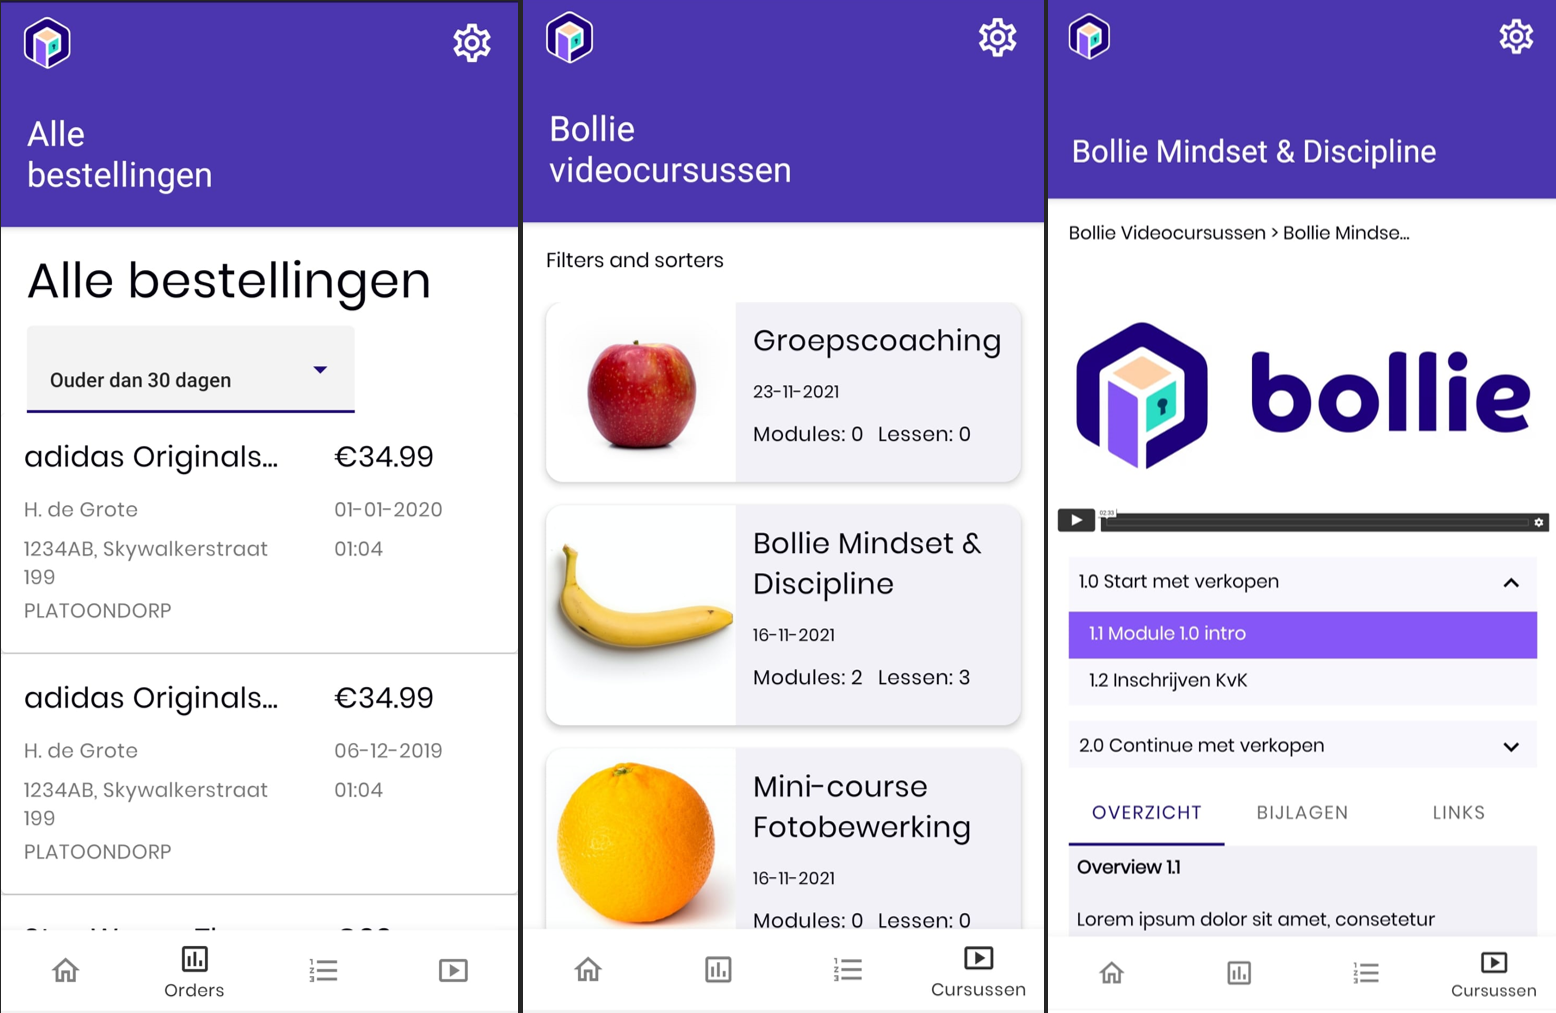 Alle
bestellingen
Alle bestellingen
Ouder dan 30 dagen
adidas Originals... €34.99
H. de Grote 01-01-2020
1234AB, Skywalkerstraat 01:04
199
PLATOONDORP
adidas Originals... €34.99
H. de Grote 06-12-2019
1234AB, Skywalkerstraat 01:04
199
PLATOONDORP
Orders
Bollie
videocursussen
Filters and sorters
Groepscoaching
23-11-2021
Modules: 0 Lessen: 0
Bollie Mindset &
Discipline
16-11-2021
Modules: 2 Lessen: 3
Mini-course
Fotobewerking
16-11-2021
Modules: 0 Lessen: 0
Cursussen
Bollie Mindset & Discipline
Bollie Videocursussen > Bollie Mindse...
bollie
02:33
1.0 Start met verkopen
1.1 Module 1.0 intro
1.2 Inschrijven KvK
2.0 Continue met verkopen
OVERZICHT BIJLAGEN LINKS
Overview 1.1
Lorem ipsum dolor sit amet, consetetur
Cursussen